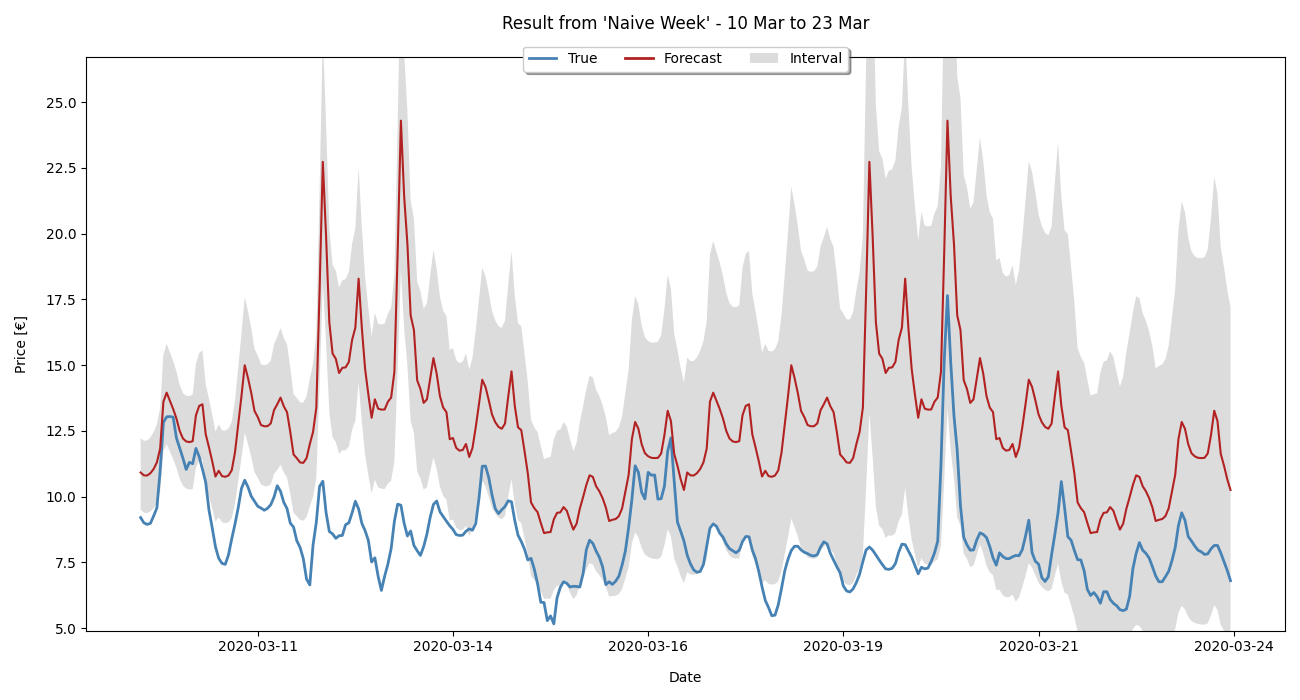 Result from 'Naive Week' - 10 Mar to 23 Mar
True Forecast Interval
25.0
22.5
20.0
17.5
15.0
12.5
10.0
7.5
5.0
Price [€]
2020-03-11 2020-03-14 2020-03-16 2020-03-19 2020-03-21 2020-03-24
Date